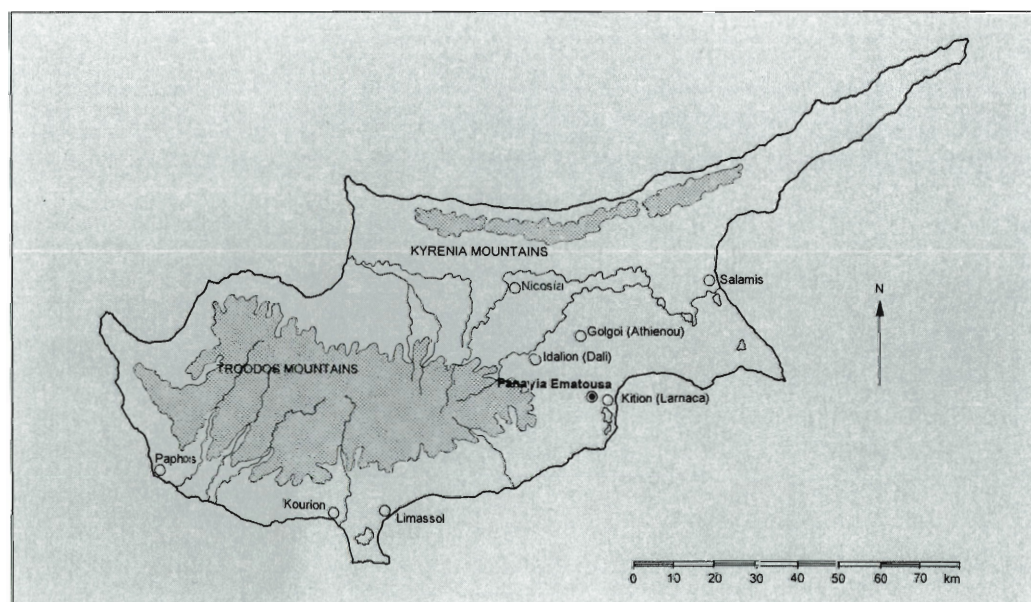 KYRENIA MOUNTAINS
Salamis
Nicosia
N
Golgoi (Athienou)
Idalion (Dali)
TROODOS MOUNTAINS
Panayia Ematousa
Kition (Larnaca)
Paphos
Kourion
Limassol
0 10 20 30 40 50 60 70 km